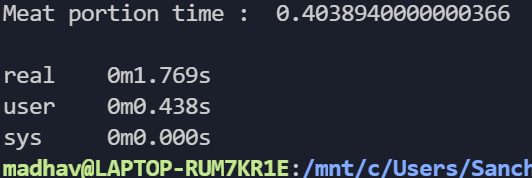 Meat portion time :  0.4038940000000366
real    0m1.769s
user    0m0.438s
sys     0m0.000s
madhav@LAPTOP-RUM7KR1E:/mnt/c/Users/Sanch